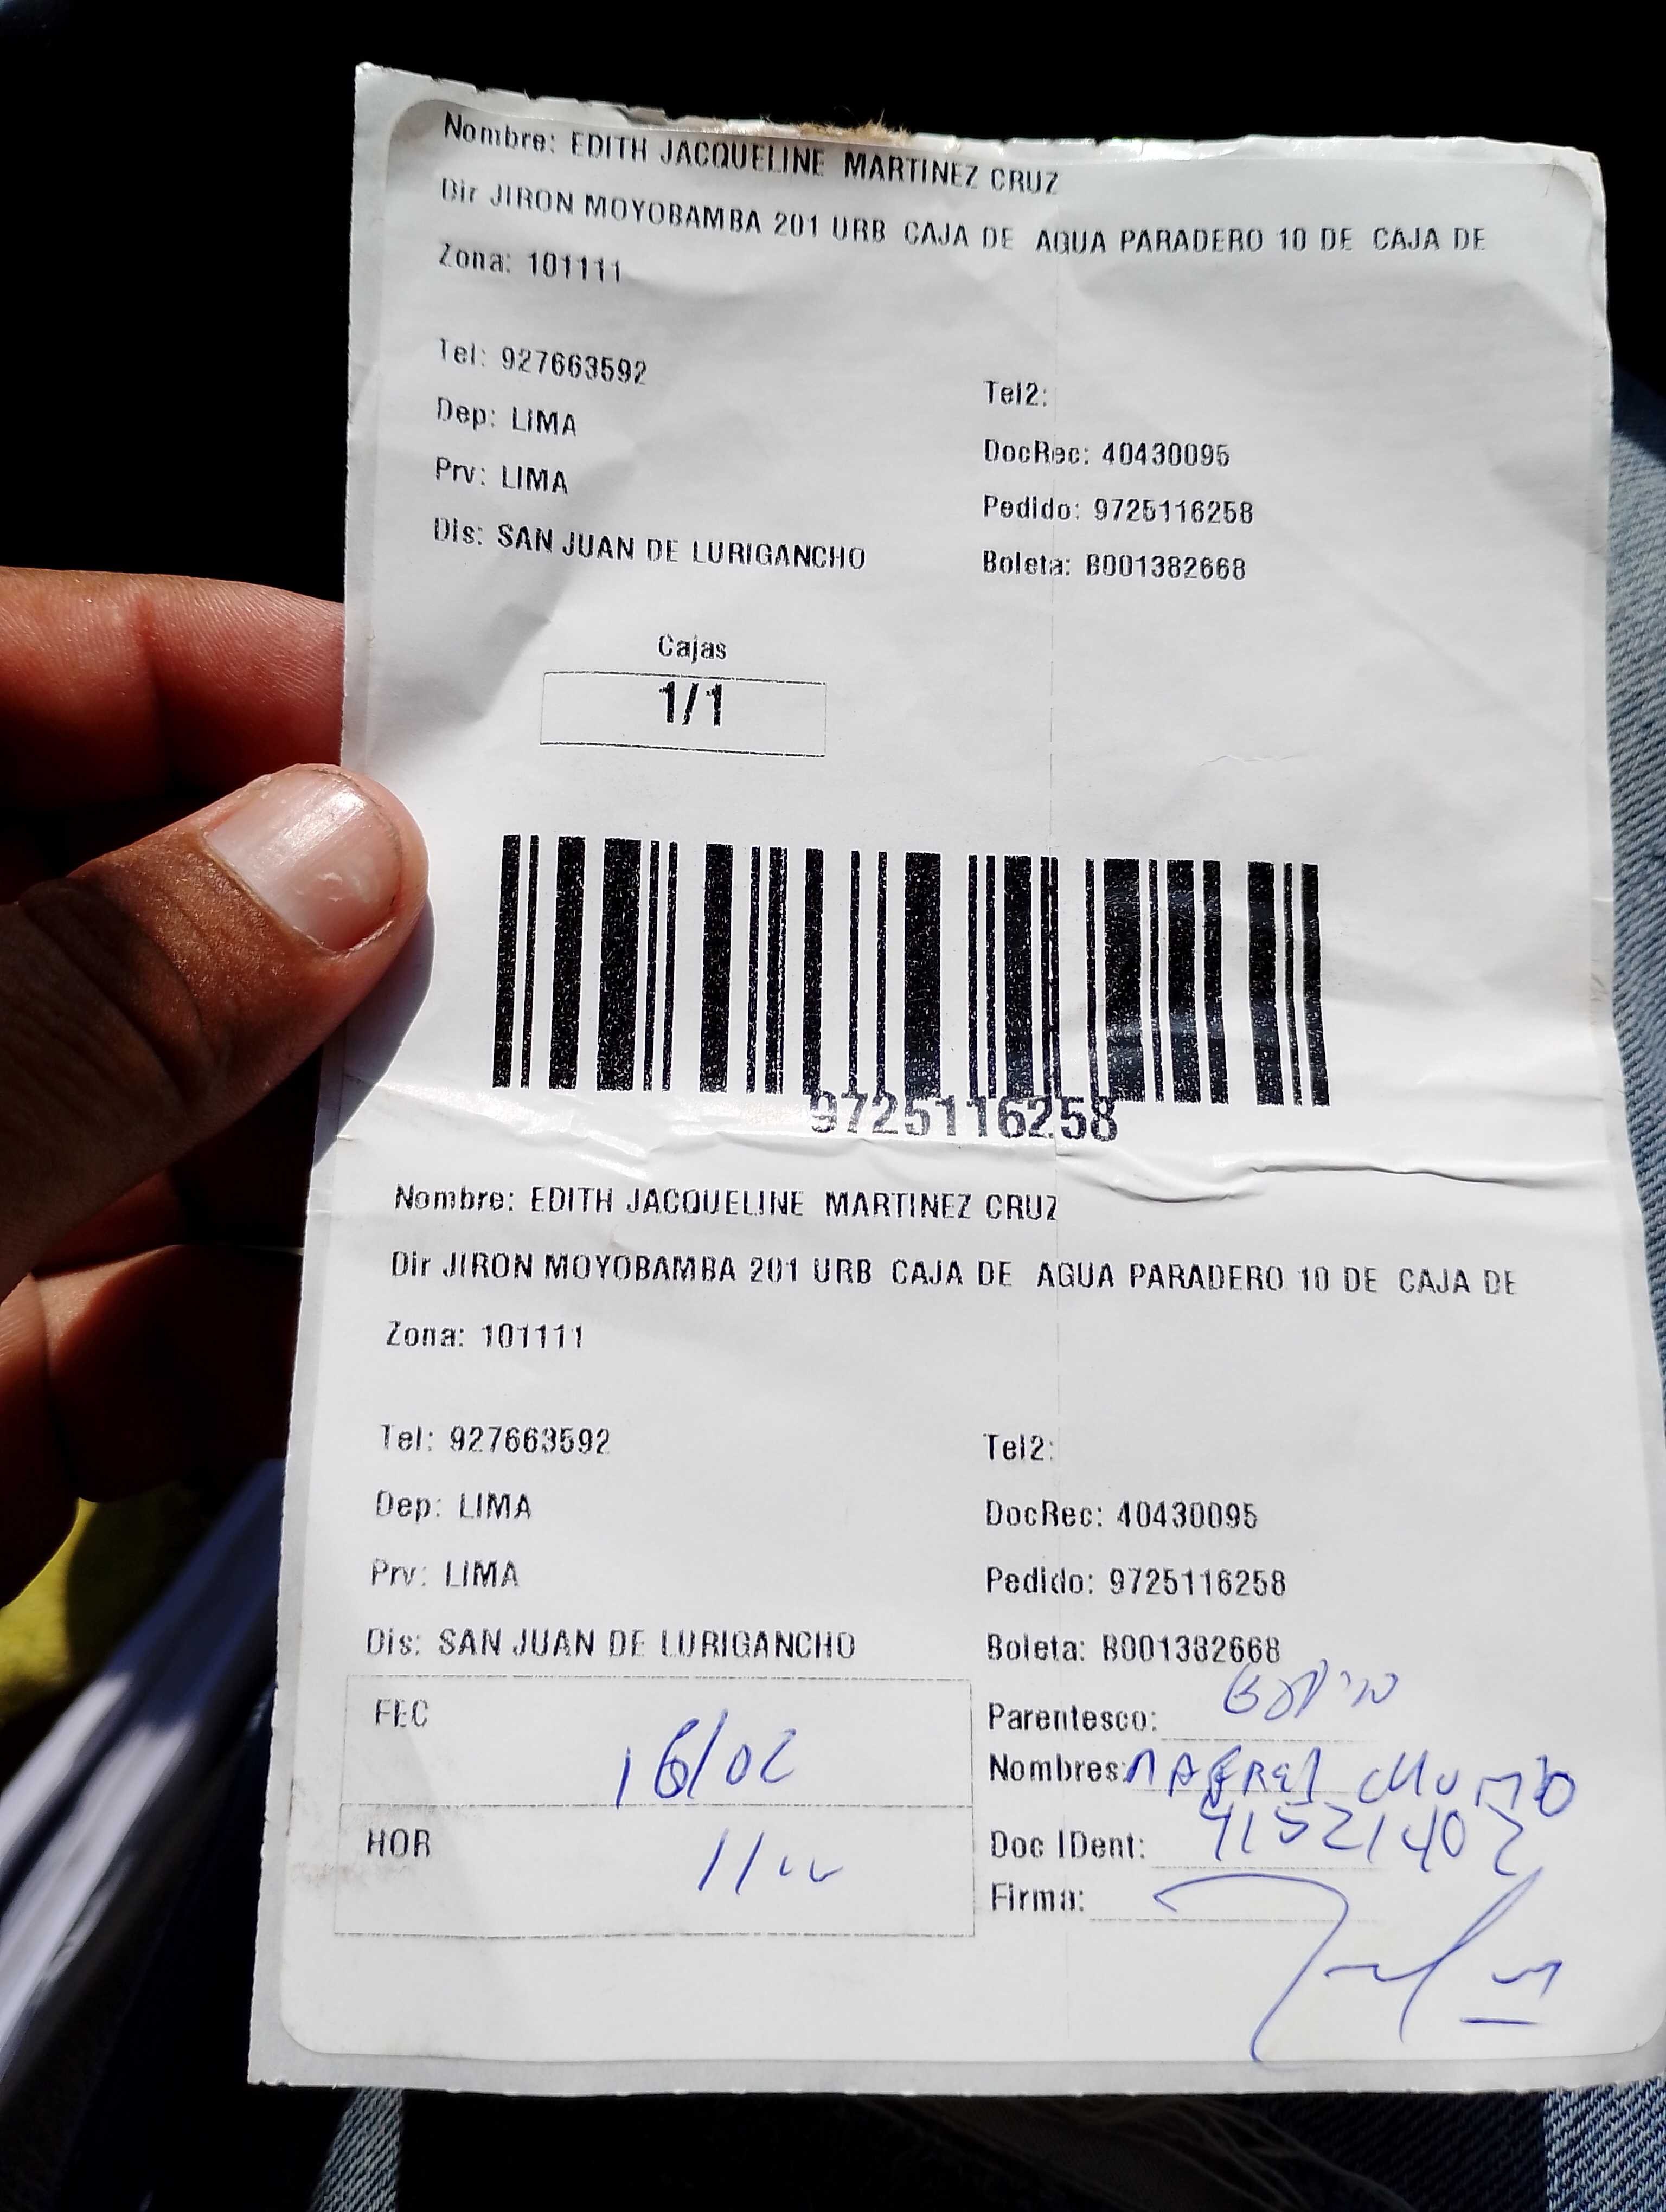 Nombre: EDITH JACQUELINE MARTINEZ CRUZ
Dir JIRON MOYOBAMBA 201 URB CAJA DE AGUA PARADERO 10 DE CAJA DE
Zona: 101111
Tel: 927663592
Tel2:
Dep: LIMA
DocRec: 40430095
Prv: LIMA
Pedido: 9725116258
Dis: SAN JUAN DE LURIGANCHO
Boleta: B001382668
Cajas
1/1
9725116258
Nombre: EDITH JACQUELINE MARTINEZ CRUZ
Dir JIRON MOYOBAMBA 201 URB CAJA DE AGUA PARADERO 10 DE CAJA DE
Zona: 101111
Tel: 927663592
Tel2:
Dep: LIMA
DocRec: 40430095
Prv: LIMA
Pedido: 9725116258
Dis: SAN JUAN DE LURIGANCHO
Boleta: B001382668
FEC 16/02
Parentesco:
Nombres:
HOR 11
Doc IDent:
Firma: